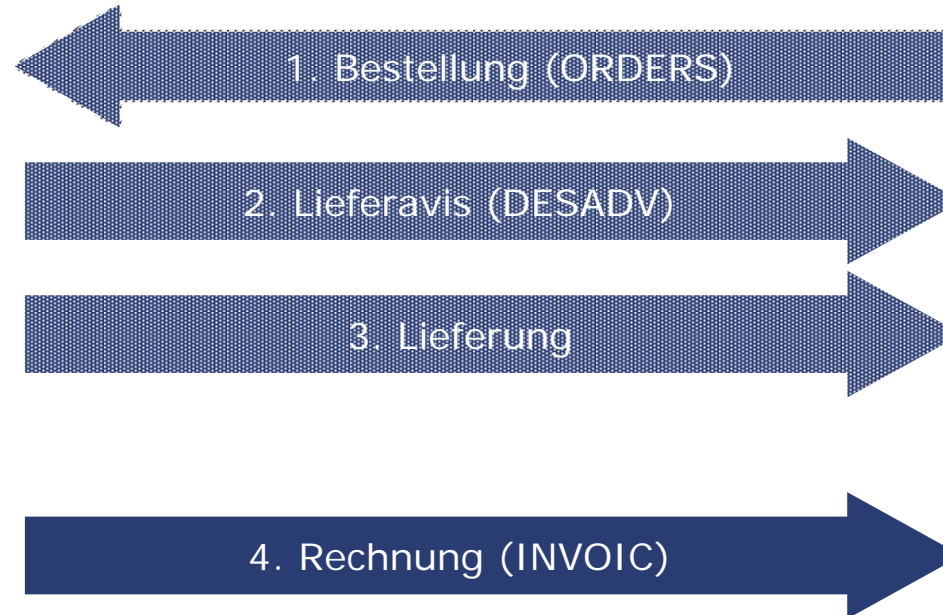 1. Bestellung (ORDERS)
2. Lieferavis (DESADV)
3. Lieferung
4. Rechnung (INVOIC)